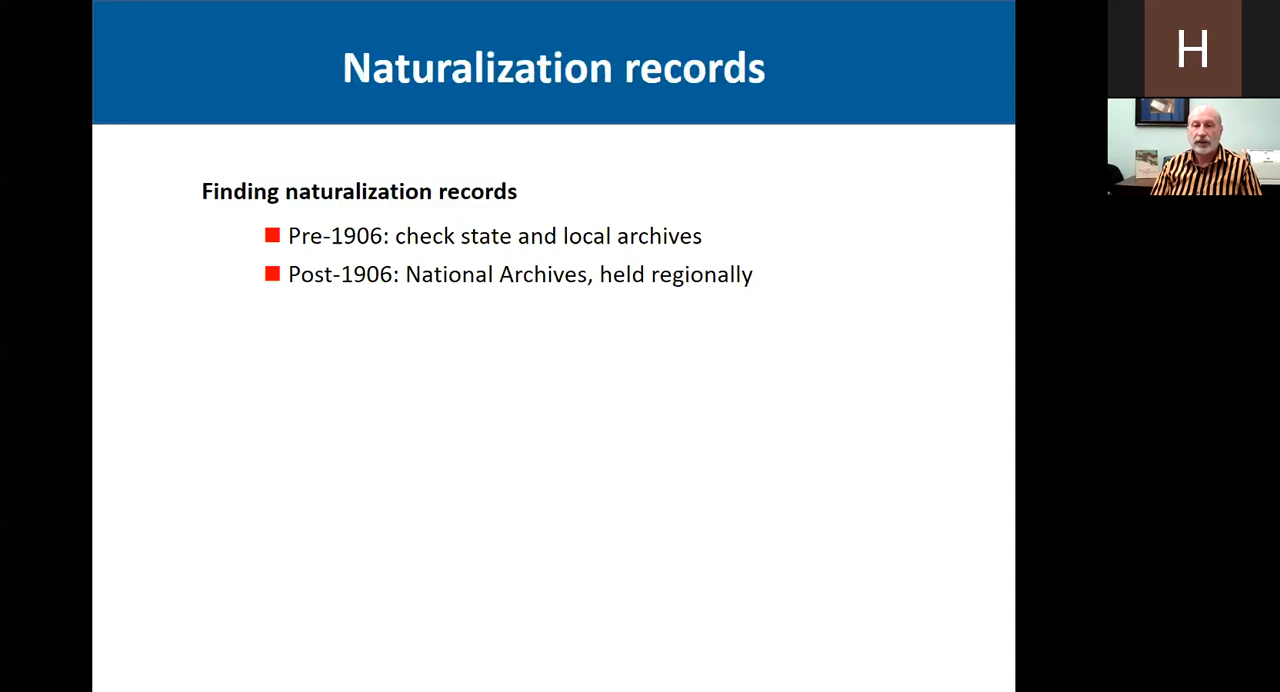 Naturalization records
H
Finding naturalization records
Pre-1906: check state and local archives
Post-1906: National Archives, held regionally